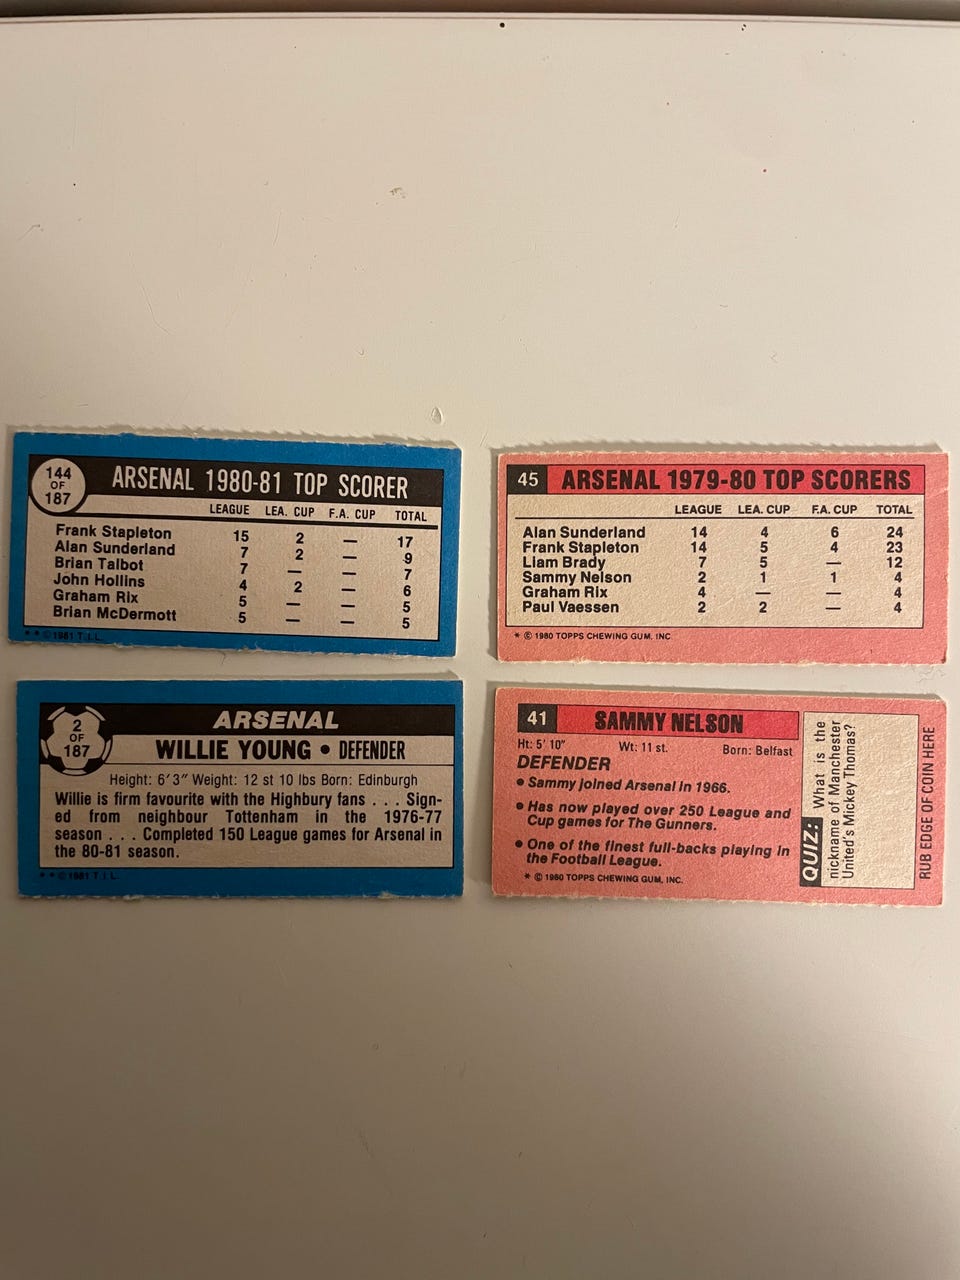 144
OF
187
ARSENAL 1980-81 TOP SCORER
LEAGUE LEA. CUP F.A. CUP TOTAL
Frank Stapleton 15 2 — 17
Alan Sunderland 7 2 — 9
Brian Talbot 7 — — 7
John Hollins 4 2 — 6
Graham Rix 5 — — 5
Brian McDermott 5 — — 5
* * © 1981 T.I.L.
45 ARSENAL 1979-80 TOP SCORERS
LEAGUE LEA. CUP F.A. CUP TOTAL
Alan Sunderland 14 4 6 24
Frank Stapleton 14 5 4 23
Liam Brady 7 5 — 12
Sammy Nelson 2 1 1 4
Graham Rix 4 — — 4
Paul Vaessen 2 2 — 4
* © 1980 TOPPS CHEWING GUM, INC.
2
OF
187
ARSENAL
WILLIE YOUNG • DEFENDER
Height: 6′3″ Weight: 12 st 10 lbs Born: Edinburgh
Willie is firm favourite with the Highbury fans . . . Sign-
ed from neighbour Tottenham in the 1976-77
season . . . Completed 150 League games for Arsenal in
the 80-81 season.
* * © 1981 T.I.L.
41 SAMMY NELSON
Ht: 5′ 10″ Wt: 11 st. Born: Belfast
DEFENDER
• Sammy joined Arsenal in 1966.
• Has now played over 250 League and
Cup games for The Gunners.
• One of the finest full-backs playing in
the Football League.
* © 1980 TOPPS CHEWING GUM, INC.
QUIZ: What is the
nickname of Manchester
United's Mickey Thomas?
RUB EDGE OF COIN HERE